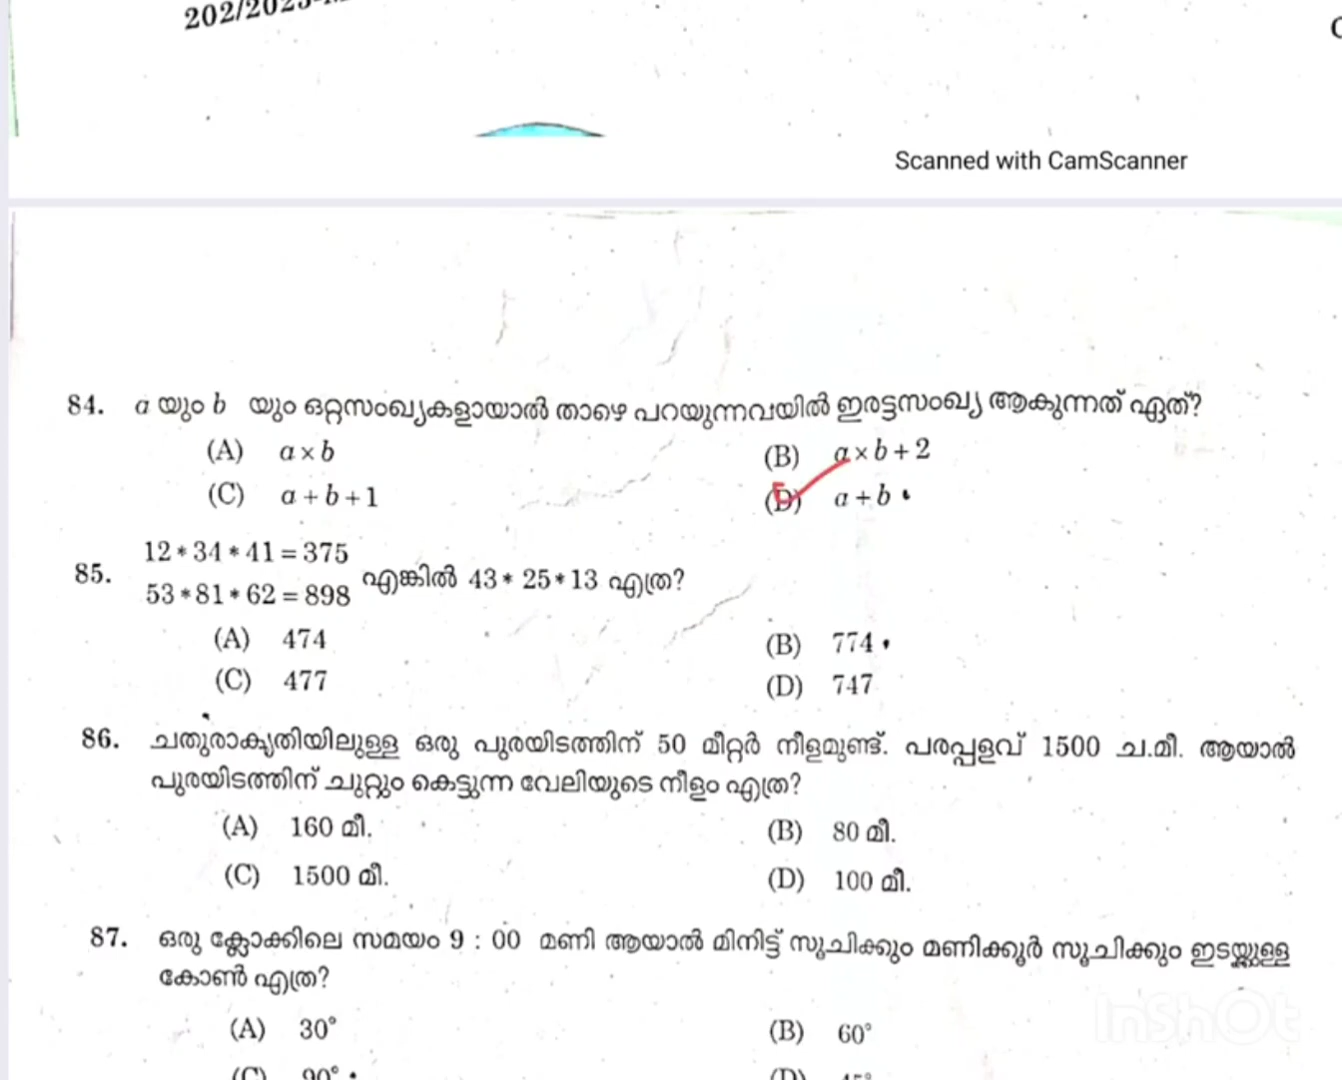 202/2023-M
Scanned with CamScanner
84. a യും b യും ഒറ്റസംഖ്യകളായാൽ താഴെ പറയുന്നവയിൽ ഇരട്ടസംഖ്യ ആകുന്നത് ഏത്?
(A) a × b (B) a × b + 2
(C) a + b + 1 (D) a + b
12 * 34 * 41 = 375
85. എങ്കിൽ 43 * 25 * 13 എത്ര?
53 * 81 * 62 = 898
(A) 474 (B) 774
(C) 477 (D) 747
86. ചതുരാകൃതിയിലുള്ള ഒരു പുരയിടത്തിന് 50 മീറ്റർ നീളമുണ്ട്. പരപ്പളവ് 1500 ച.മീ. ആയാൽ
പുരയിടത്തിന് ചുറ്റും കെട്ടുന്ന വേലിയുടെ നീളം എത്ര?
(A) 160 മീ. (B) 80 മീ.
(C) 1500 മീ. (D) 100 മീ.
87. ഒരു ക്ലോക്കിലെ സമയം 9 : 00 മണി ആയാൽ മിനിട്ട് സൂചിക്കും മണിക്കൂർ സൂചിക്കും ഇടയ്ക്കുള്ള
കോൺ എത്ര?
(A) 30° (B) 60°
(C) 90° (D) 45°
InShOt